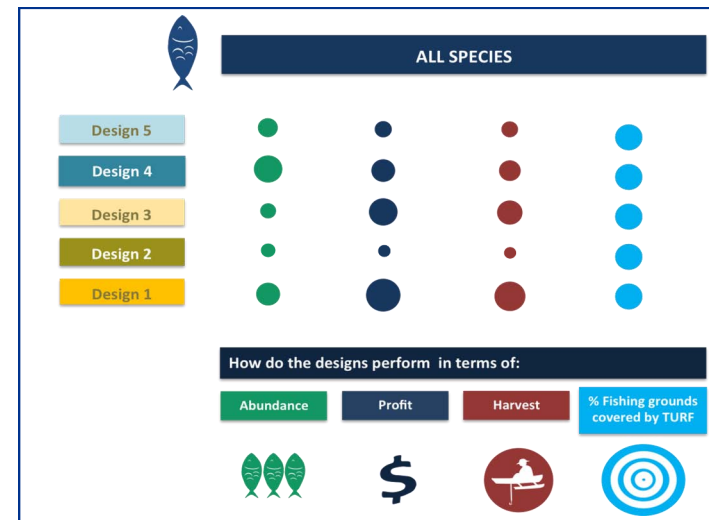 ALL SPECIES
Design 5
Design 4
Design 3
Design 2
Design 1
How do the designs perform in terms of:
Abundance
Profit
Harvest
% Fishing grounds
covered by TURF
$